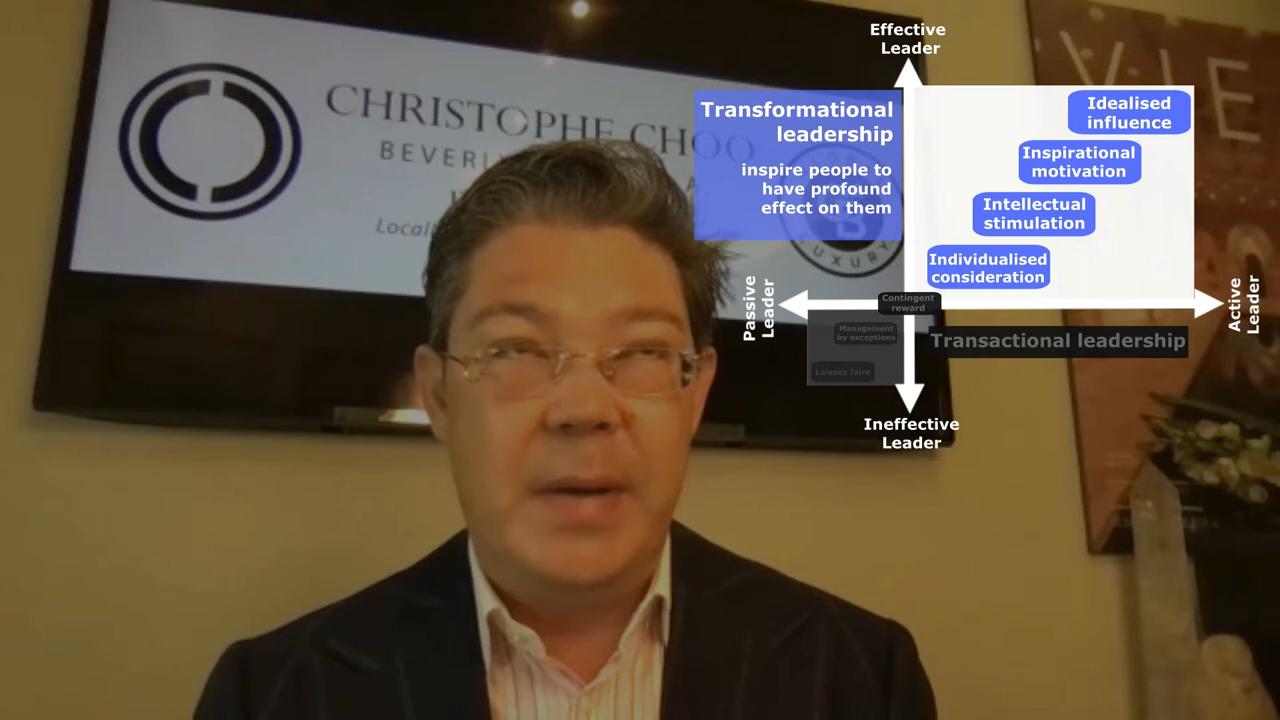 CHRISTOPHE CHOO
BEVERLY
Locall
LUXURY
VIE
Effective
Leader
Transformational
leadership
inspire people to
have profound
effect on them
Idealised
influence
Inspirational
motivation
Intellectual
stimulation
Individualised
consideration
Passive
Leader
Active
Leader
Contingent
reward
Management
by exceptions
Laissez faire
Transactional leadership
Ineffective
Leader